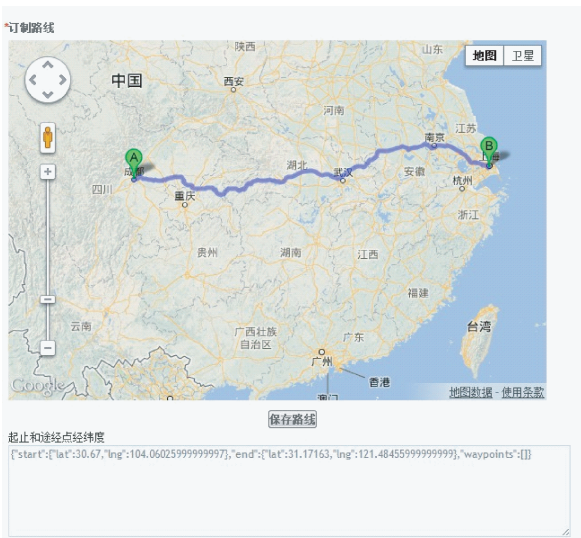 *订制路线
地图 卫星
陕西
山东
中国
西安
河南
江苏
南京
A
B
成都
上海
湖北
武汉
安徽
杭州
四川
重庆
浙江
贵州
湖南
江西
福建
云南
广西壮族
自治区
广东
台湾
广州
香港
澳门
Google
地图数据 - 使用条款
保存路线
起止和途经点经纬度
{"start":{"lat":30.67,"lng":104.06025999999997},"end":{"lat":31.17163,"lng":121.48455999999999},"waypoints":[]}